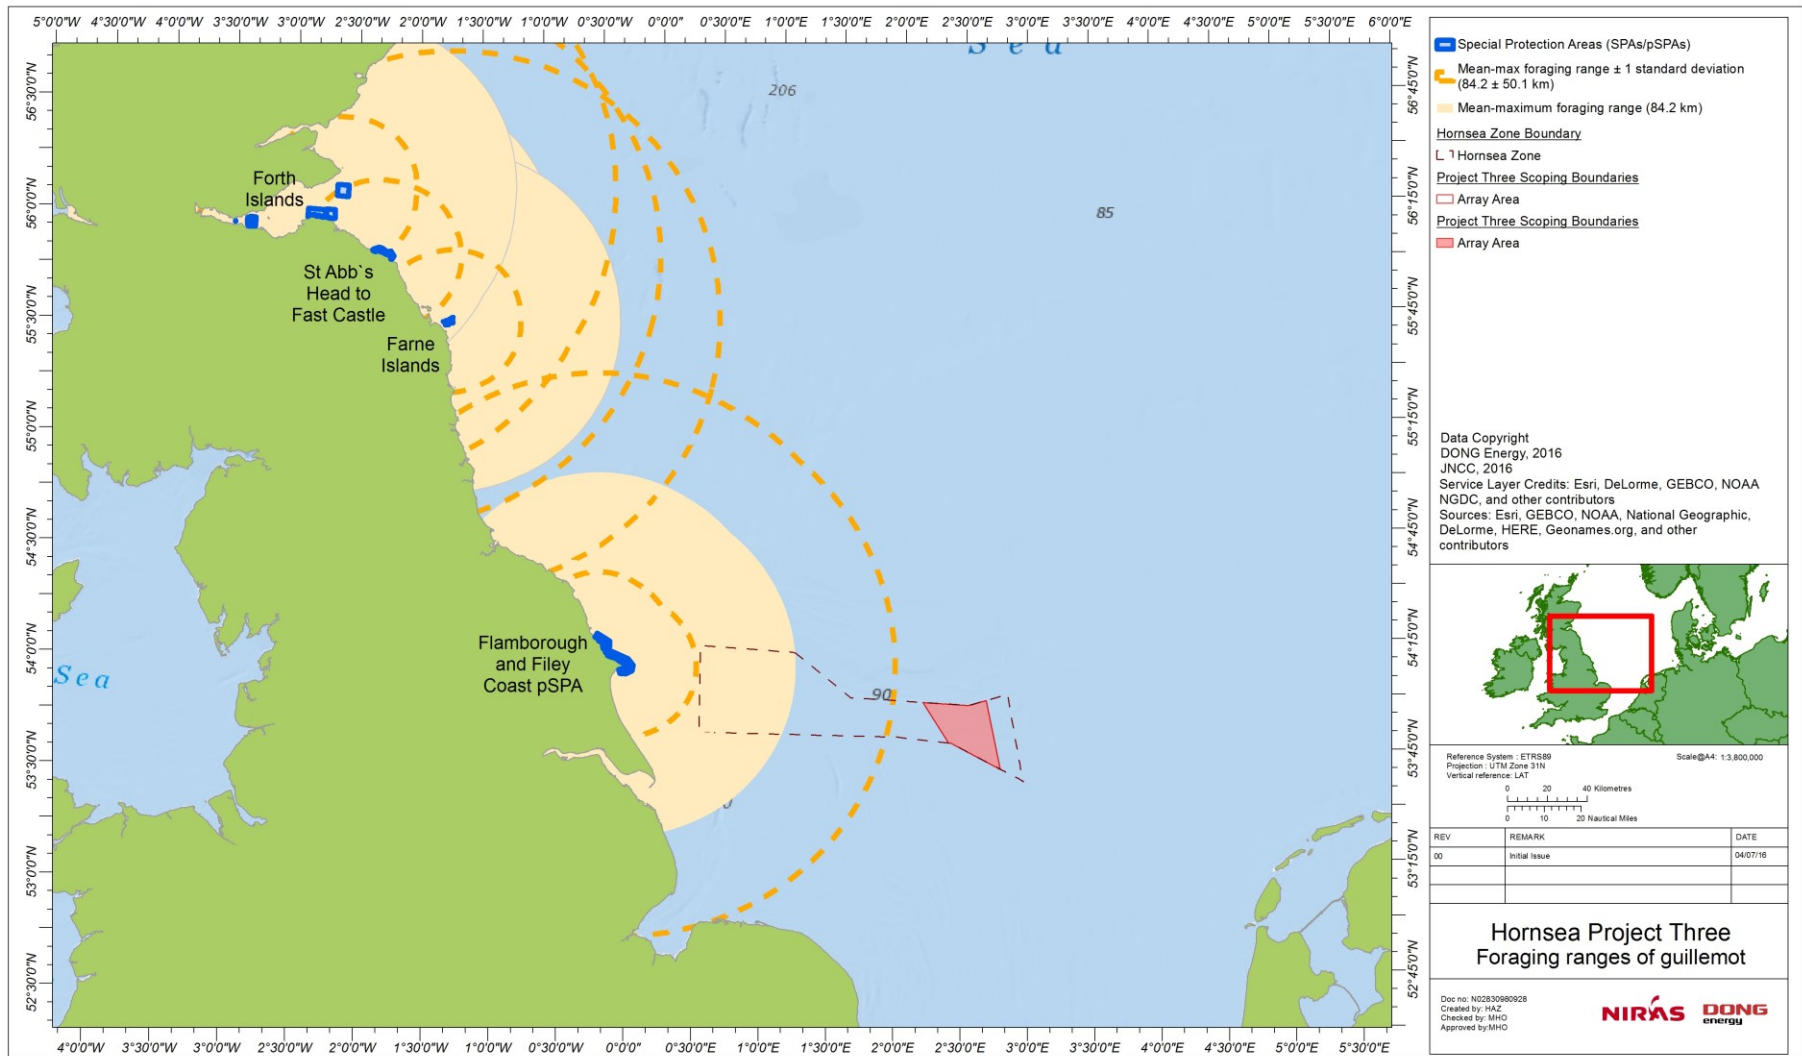 5°0'0"W 4°30'0"W 4°0'0"W 3°30'0"W 3°0'0"W 2°30'0"W 2°0'0"W 1°30'0"W 1°0'0"W 0°30'0"W 0°0'0" 0°30'0"E 1°0'0"E 1°30'0"E 2°0'0"E 2°30'0"E 3°0'0"E 3°30'0"E 4°0'0"E 4°30'0"E 5°0'0"E 5°30'0"E 6°0'0"E
Sea
206
85
56°30'0"N
56°0'0"N
55°30'0"N
55°0'0"N
54°30'0"N
54°0'0"N
53°30'0"N
53°0'0"N
52°30'0"N
Forth
Islands
St Abb`s
Head to
Fast Castle
Farne
Islands
Flamborough
and Filey
Coast pSPA
Sea
90
56°45'0"N
56°15'0"N
55°45'0"N
55°15'0"N
54°45'0"N
54°15'0"N
53°45'0"N
53°15'0"N
52°45'0"N
4°0'0"W 3°30'0"W 3°0'0"W 2°30'0"W 2°0'0"W 1°30'0"W 1°0'0"W 0°30'0"W 0°0'0" 0°30'0"E 1°0'0"E 1°30'0"E 2°0'0"E 2°30'0"E 3°0'0"E 3°30'0"E 4°0'0"E 4°30'0"E 5°0'0"E 5°30'0"E
Special Protection Areas (SPAs/pSPAs)
Mean-max foraging range ± 1 standard deviation
(84.2 ± 50.1 km)
Mean-maximum foraging range (84.2 km)
Hornsea Zone Boundary
Hornsea Zone
Project Three Scoping Boundaries
Array Area
Project Three Scoping Boundaries
Array Area
Data Copyright
DONG Energy, 2016
JNCC, 2016
Service Layer Credits: Esri, DeLorme, GEBCO, NOAA
NGDC, and other contributors
Sources: Esri, GEBCO, NOAA, National Geographic,
DeLorme, HERE, Geonames.org, and other
contributors
Reference System : ETRS89 Scale@A4: 1:3,800,000
Projection : UTM Zone 31N
Vertical reference: LAT
0 20 40 Kilometres
0 10 20 Nautical Miles
REV REMARK DATE
00 Initial Issue 04/07/16
Hornsea Project Three
Foraging ranges of guillemot
Doc no: N02830980928
Created by: HAZ
Checked by: MHO
Approved by:MHO
NIRAS DONG
energy